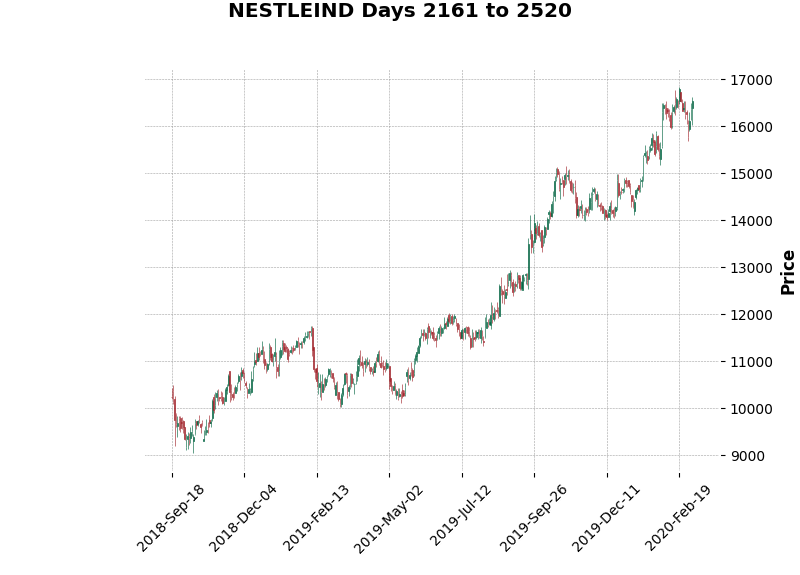 NESTLEIND Days 2161 to 2520
17000
16000
15000
14000
13000
12000
11000
10000
9000
Price
2018-Sep-18
2018-Dec-04
2019-Feb-13
2019-May-02
2019-Jul-12
2019-Sep-26
2019-Dec-11
2020-Feb-19